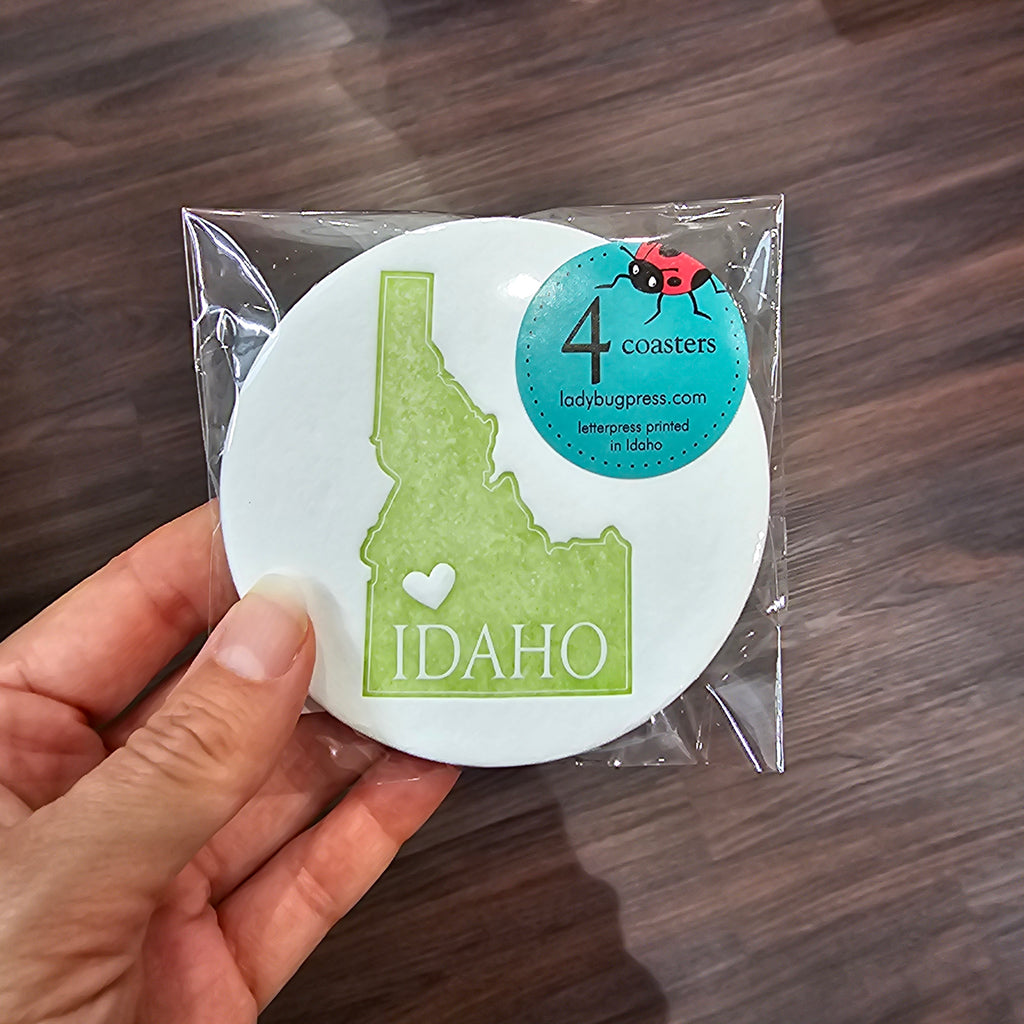 4 coasters
ladybugpress.com
letterpress printed
in Idaho
IDAHO